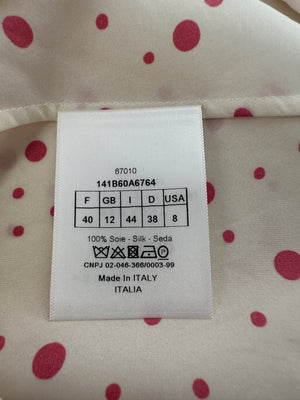 67010
141B60A6764
F GB I D USA
40 12 44 38 8
100% Soie - Silk - Seda
CNPJ 02-046-366/0003-99
Made In ITALY
ITALIA